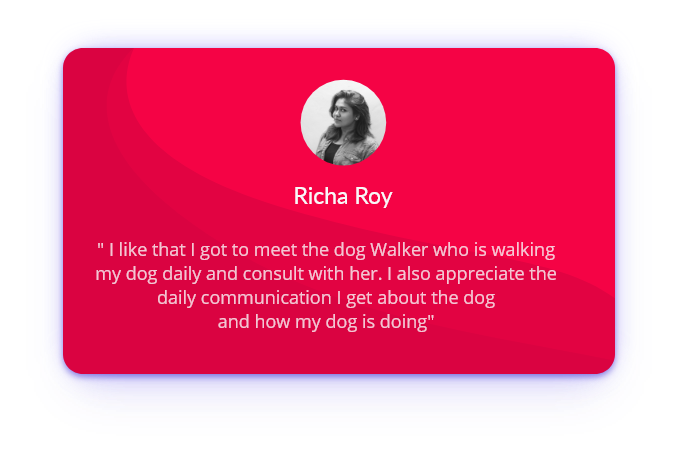 Richa Roy
" I like that I got to meet the dog Walker who is walking
my dog daily and consult with her. I also appreciate the
daily communication I get about the dog
and how my dog is doing"